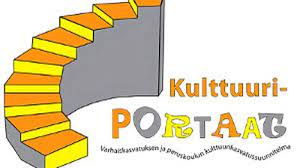 Kulttuuri-
PORTAAT
Varhaiskasvatuksen ja peruskoulun kulttuurikasvatussuunnitelma